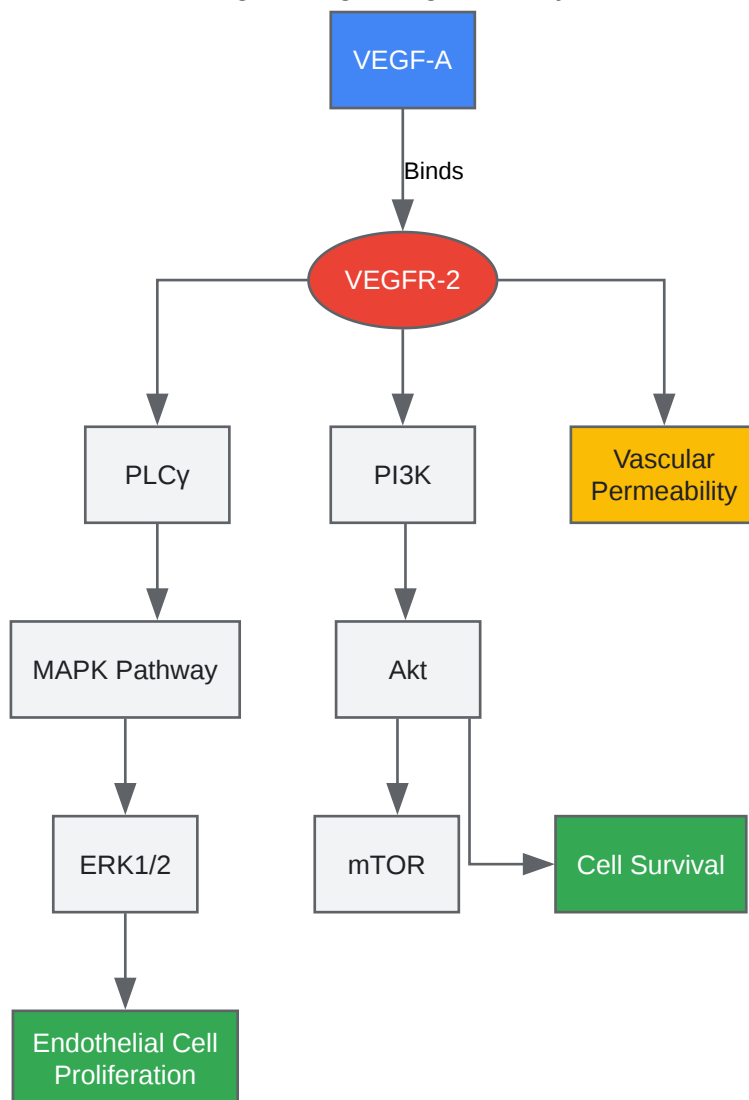 VEGF-A
Binds
VEGFR-2
PLCγ
PI3K
Vascular
Permeability
MAPK Pathway
Akt
ERK1/2
mTOR
Cell Survival
Endothelial Cell
Proliferation